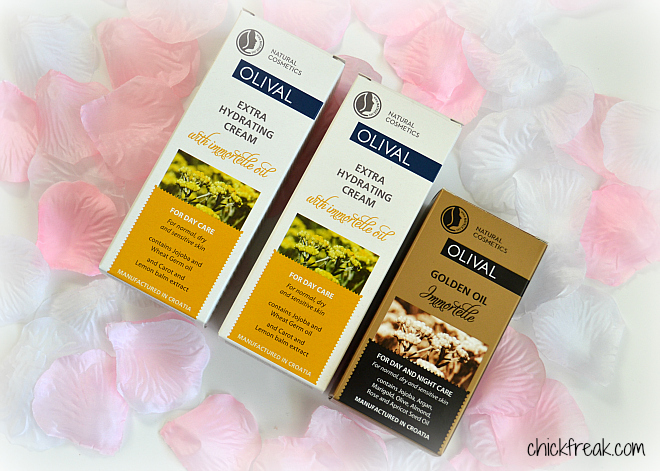 NATURAL
COSMETICS
OLIVAL
EXTRA
HYDRATING
CREAM
with immortelle oil
FOR DAY CARE
For normal, dry
and sensitive skin
contains Jojoba and
Wheat Germ oil
and Carot and
Lemon balm extract
MANUFACTURED IN CROATIA
NATURAL
COSMETICS
OLIVAL
EXTRA
HYDRATING
CREAM
with immortelle oil
FOR DAY CARE
For normal, dry
and sensitive skin
contains Jojoba and
Wheat Germ oil
and Carot and
Lemon balm extract
MANUFACTURED IN CROATIA
NATURAL
COSMETICS
OLIVAL
GOLDEN OIL
Immortelle
FOR DAY AND NIGHT CARE
For normal, dry and sensitive skin
Contains Jojoba, Argan,
Marigold, Olive, Almond,
Rose and Apricot Seed Oil
MANUFACTURED IN CROATIA
chickfreak.com